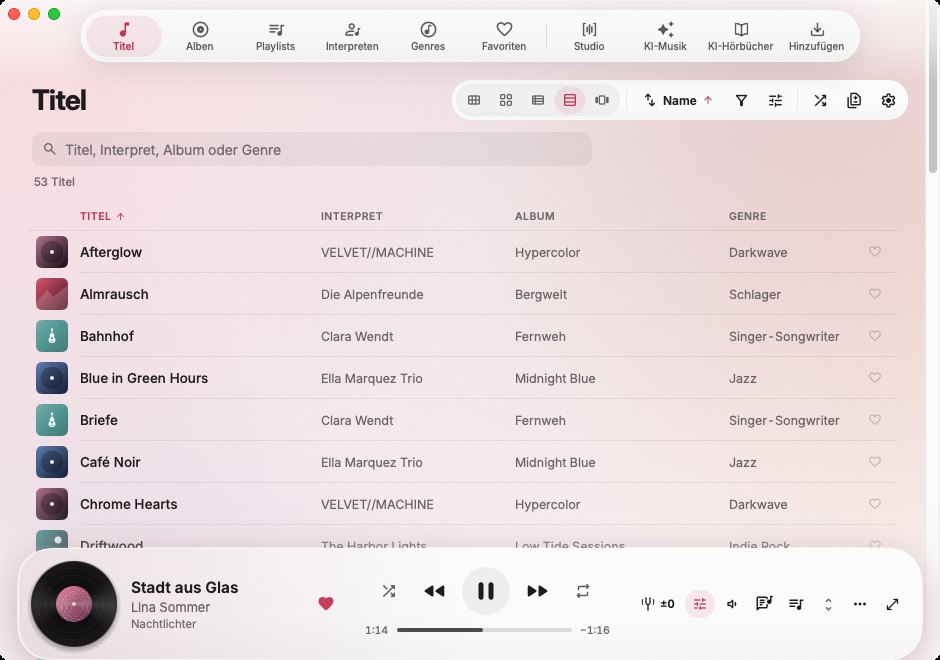 Titel
Alben
Playlists
Interpreten
Genres
Favoriten
Studio
KI-Musik
KI-Hörbücher
Hinzufügen
Titel
Name ↑
Titel, Interpret, Album oder Genre
53 Titel
TITEL ↑ INTERPRET ALBUM GENRE
Afterglow VELVET//MACHINE Hypercolor Darkwave
Almrausch Die Alpenfreunde Bergwelt Schlager
Bahnhof Clara Wendt Fernweh Singer-Songwriter
Blue in Green Hours Ella Marquez Trio Midnight Blue Jazz
Briefe Clara Wendt Fernweh Singer-Songwriter
Café Noir Ella Marquez Trio Midnight Blue Jazz
Chrome Hearts VELVET//MACHINE Hypercolor Darkwave
Driftwood The Harbor Lights Low Tide Sessions Indie Rock
Stadt aus Glas
Lina Sommer
Nachtlichter
1:14
−1:16
±0